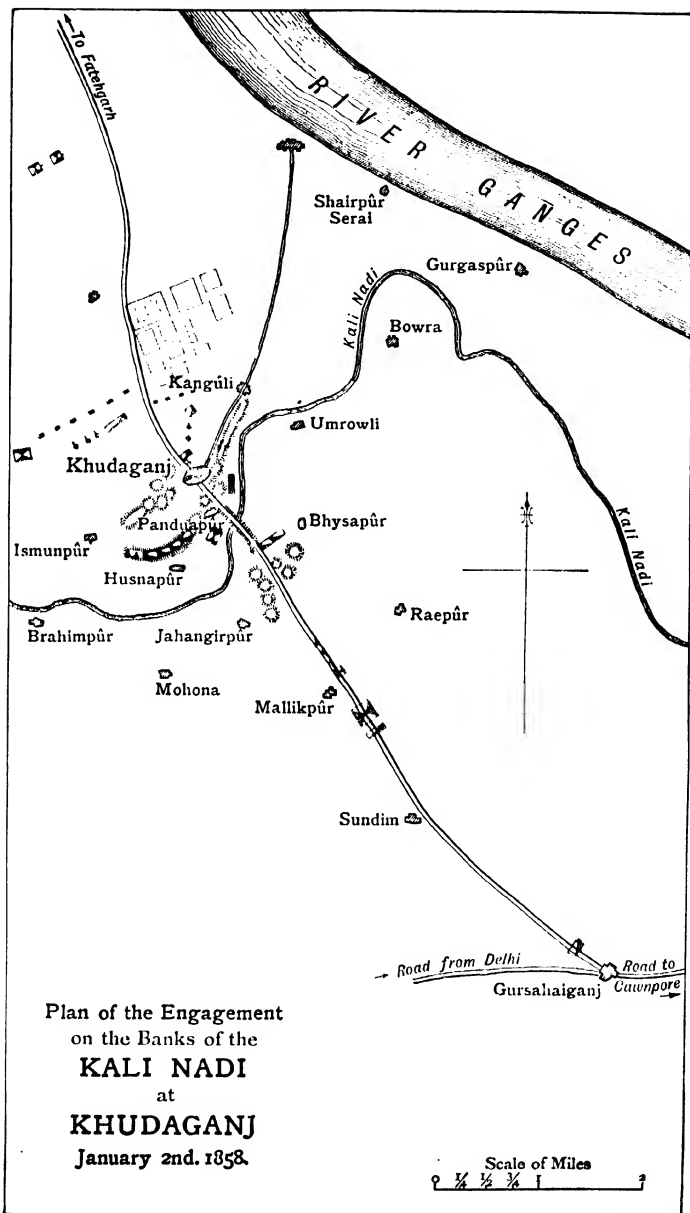 To Fatehgarh
RIVER GANGES
Shairpûr
Serai
Kali Nadi
Gurgaspûr
Bowra
Kangûli
Umrowli
Khudaganj
Panduapûr
Bhysapûr
Ismunpûr
Husnapûr
Kali Nadi
Brahimpûr
Jahangirpûr
Raepûr
Mohona
Mallikpûr
Sundim
Road from Delhi
Road to
Gursahaiganj
Cawnpore
Plan of the Engagement
on the Banks of the
KALI NADI
at
KHUDAGANJ
January 2nd. 1858.
Scale of Miles
0 1/4 1/2 3/4 1 2